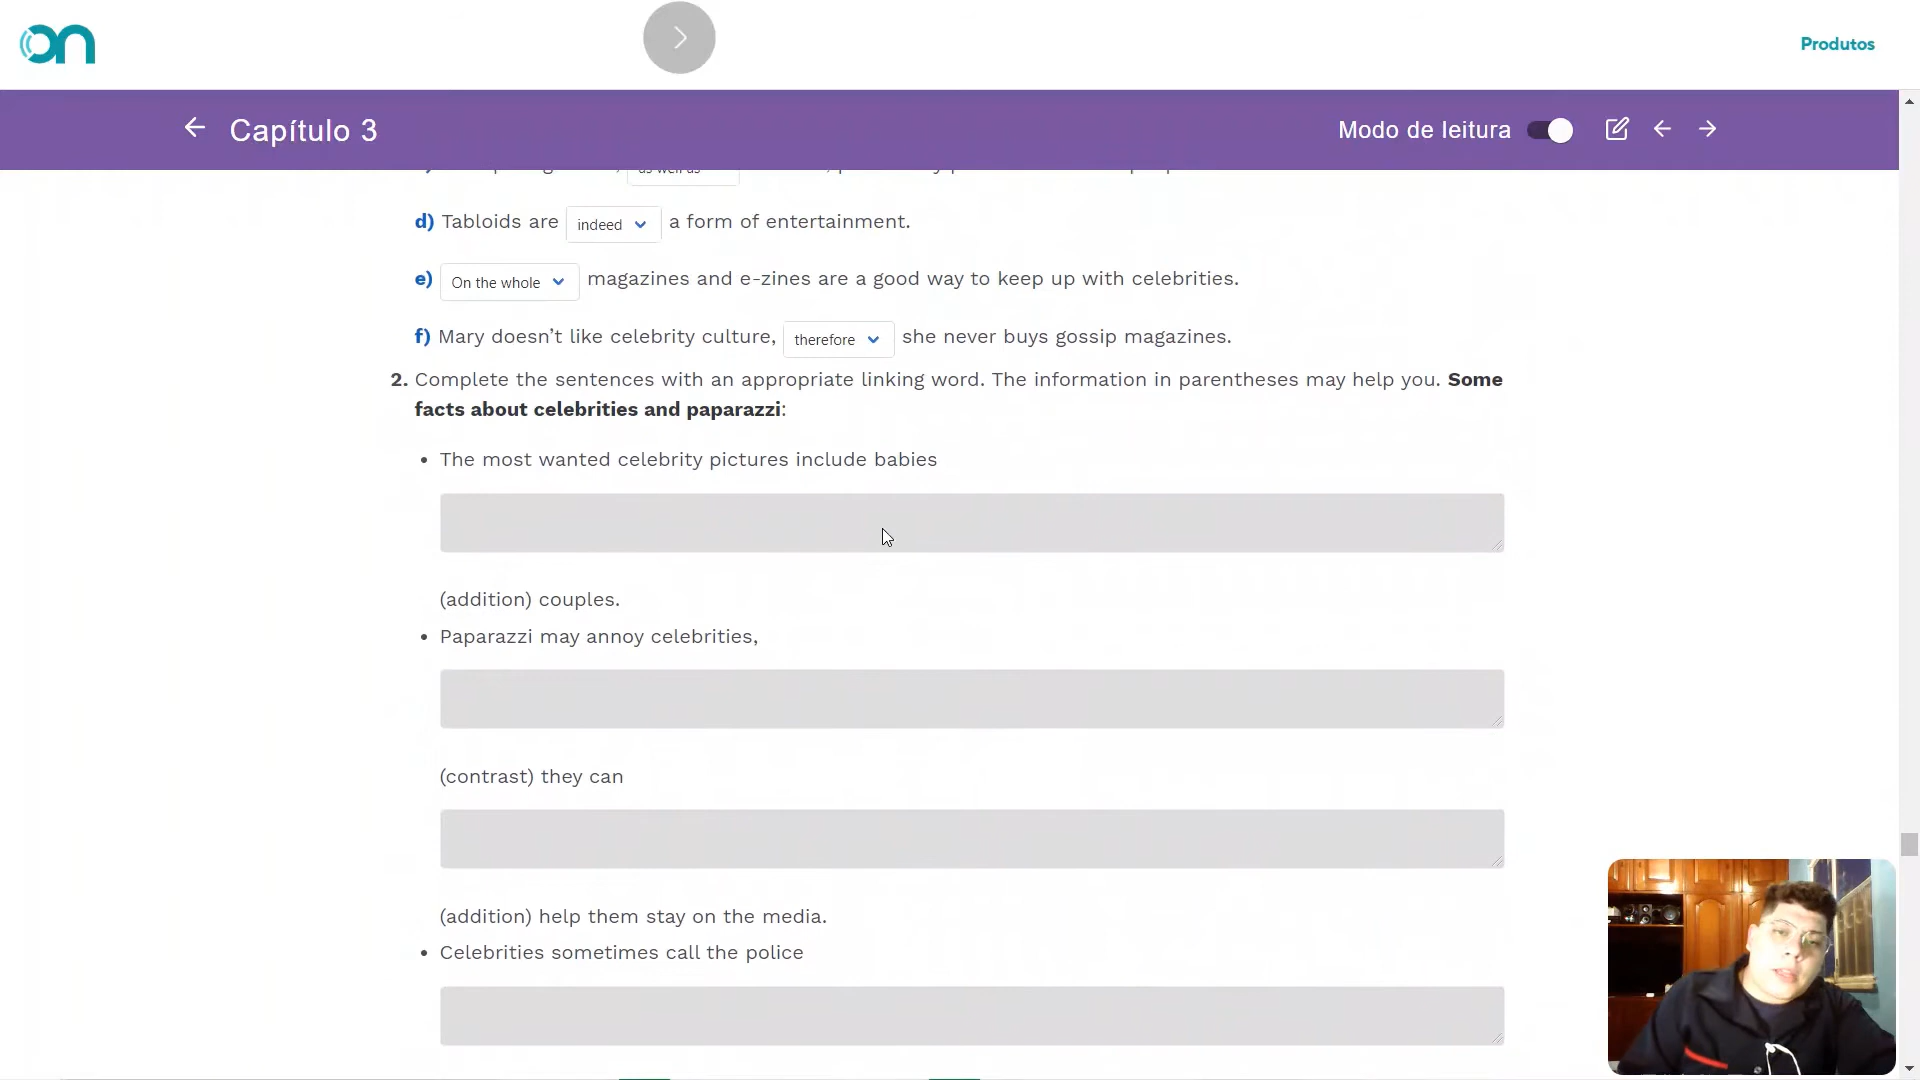 on
Produtos
Capítulo 3
Modo de leitura
as well as
d) Tabloids are indeed a form of entertainment.
e) On the whole magazines and e-zines are a good way to keep up with celebrities.
f) Mary doesn’t like celebrity culture, therefore she never buys gossip magazines.
2. Complete the sentences with an appropriate linking word. The information in parentheses may help you. Some
facts about celebrities and paparazzi:
• The most wanted celebrity pictures include babies
(addition) couples.
• Paparazzi may annoy celebrities,
(contrast) they can
(addition) help them stay on the media.
• Celebrities sometimes call the police